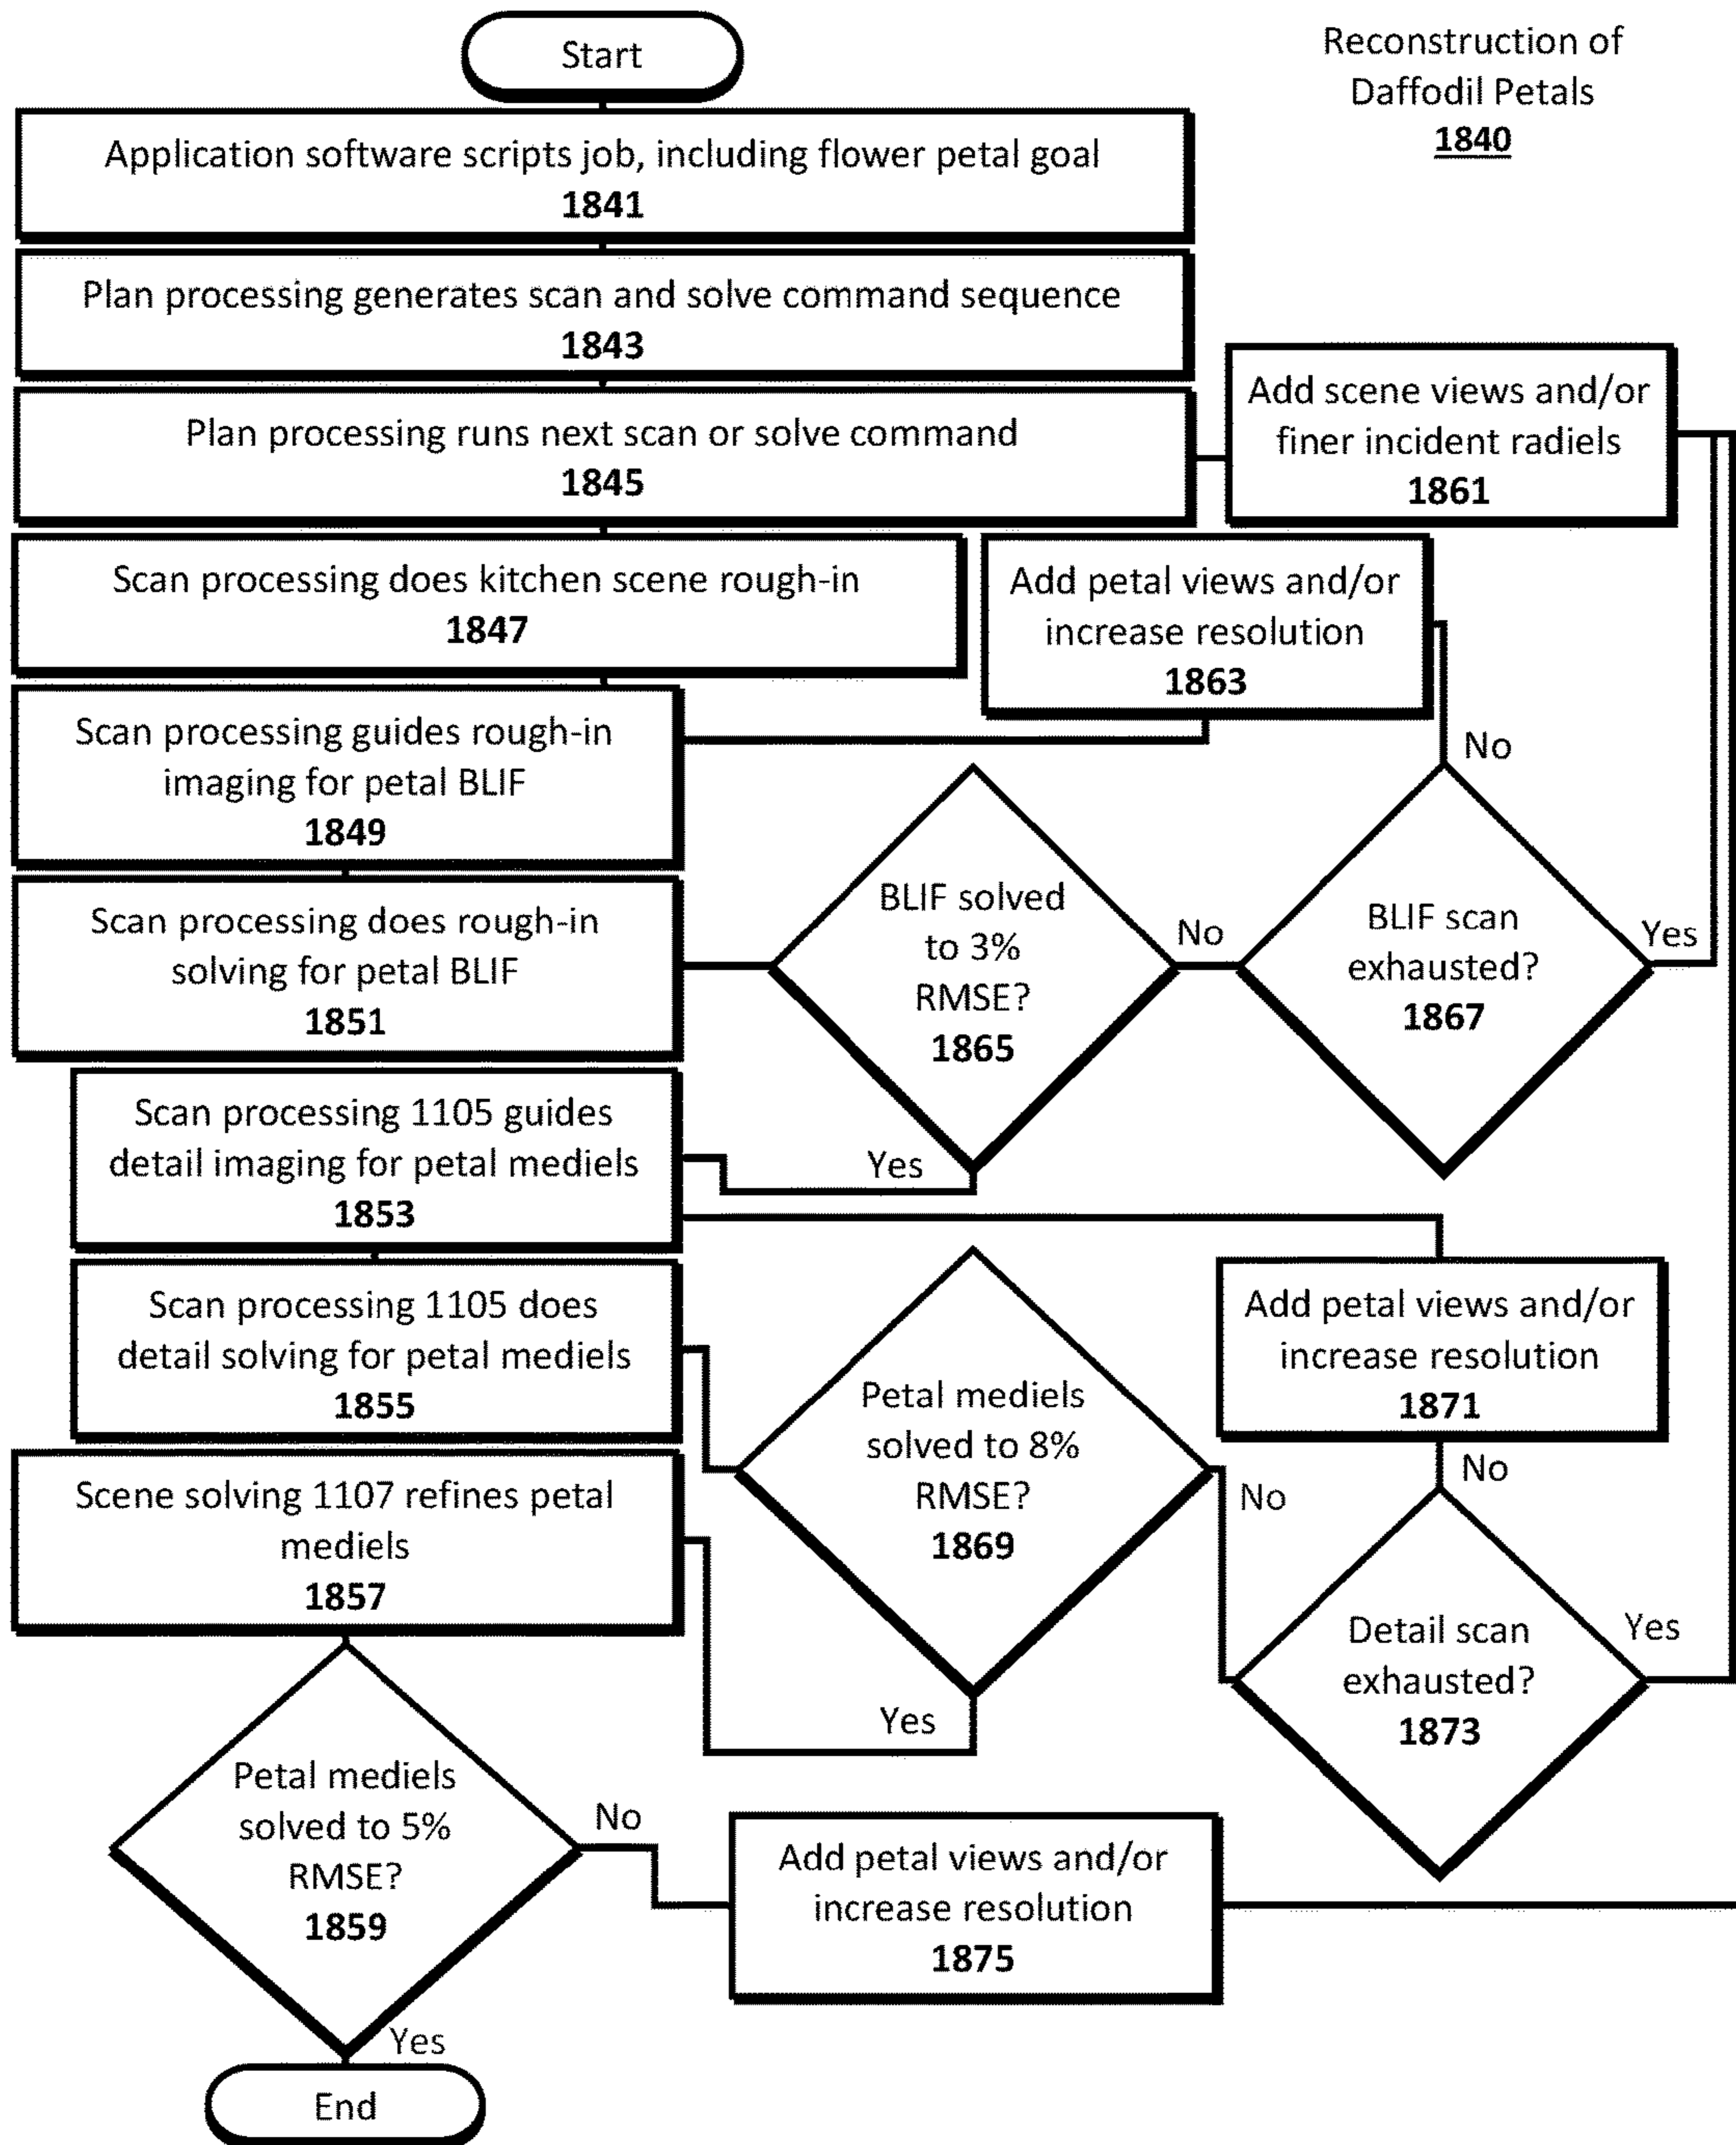 Start
Reconstruction of
Daffodil Petals
1840
Application software scripts job, including flower petal goal
1841
Plan processing generates scan and solve command sequence
1843
Plan processing runs next scan or solve command
1845
Add scene views and/or
finer incident radiels
1861
Scan processing does kitchen scene rough-in
1847
Add petal views and/or
increase resolution
1863
Scan processing guides rough-in
imaging for petal BLIF
1849
No
Scan processing does rough-in
solving for petal BLIF
1851
BLIF solved
to 3%
RMSE?
1865
No
BLIF scan
exhausted?
1867
Yes
Scan processing 1105 guides
detail imaging for petal mediels
1853
Yes
Scan processing 1105 does
detail solving for petal mediels
1855
Petal mediels
solved to 8%
RMSE?
1869
No
Add petal views and/or
increase resolution
1871
No
Scene solving 1107 refines petal
mediels
1857
Yes
Detail scan
exhausted?
1873
Yes
Petal mediels
solved to 5%
RMSE?
1859
No
Add petal views and/or
increase resolution
1875
Yes
End